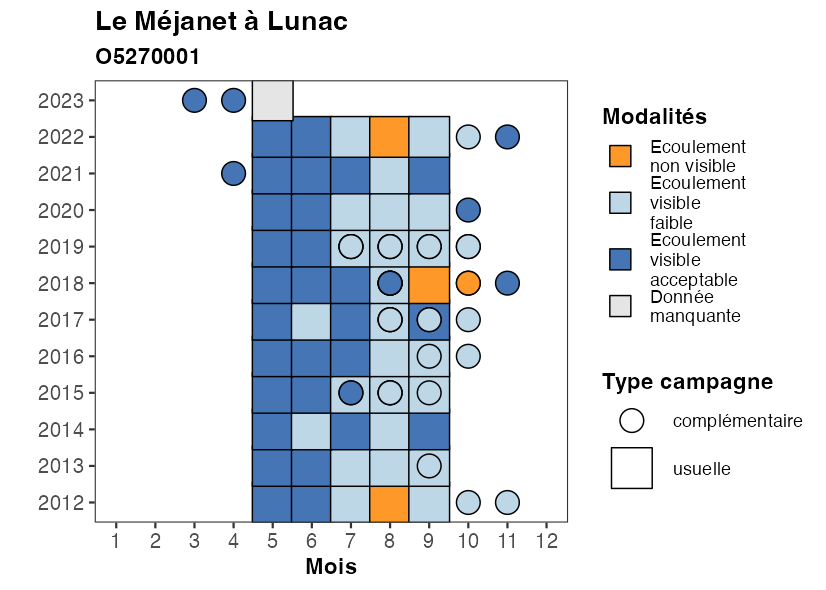 Le Méjanet à Lunac
O5270001
2023
2022
2021
2020
2019
2018
2017
2016
2015
2014
2013
2012
1 2 3 4 5 6 7 8 9 10 11 12
Mois
Modalités
Ecoulement
non visible
Ecoulement
visible
faible
Ecoulement
visible
acceptable
Donnée
manquante
Type campagne
complémentaire
usuelle